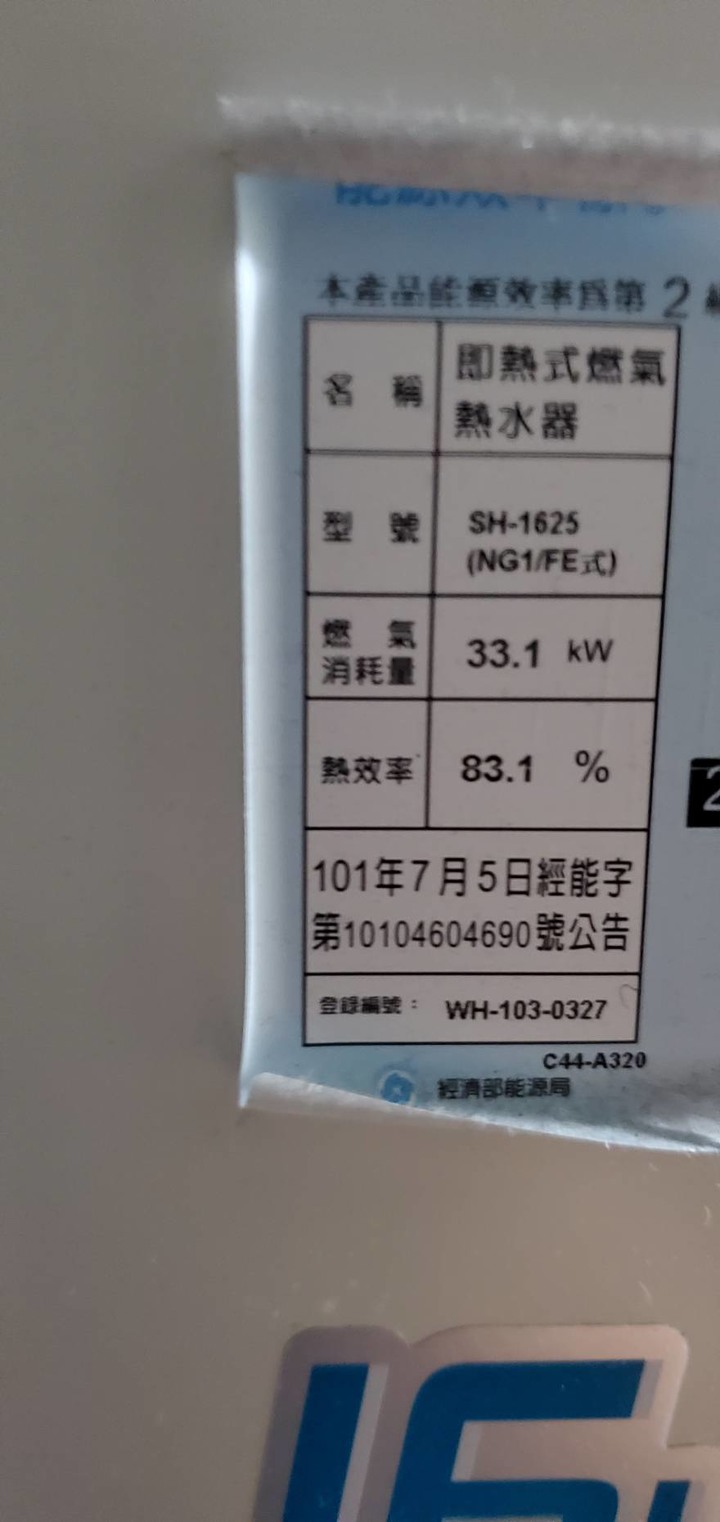 本產品能源效率為第2
名 稱 即熱式燃氣
熱水器
型 號 SH-1625
(NG1/FE式)
燃 氣
消耗量 33.1 kW
熱效率 83.1 %
2
101年7月5日經能字
第10104604690號公告
登錄編號： WH-103-0327
C44-A320
經濟部能源局
16